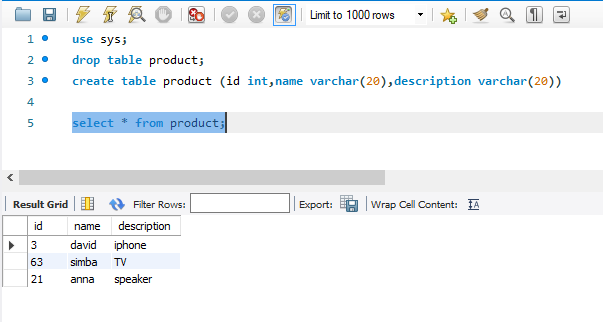 Limit to 1000 rows
1 use sys;
2 drop table product;
3 create table product (id int,name varchar(20),description varchar(20))
4
5 select * from product;
Result Grid Filter Rows: Export: Wrap Cell Content: IA
id name description
3 david iphone
63 simba TV
21 anna speaker